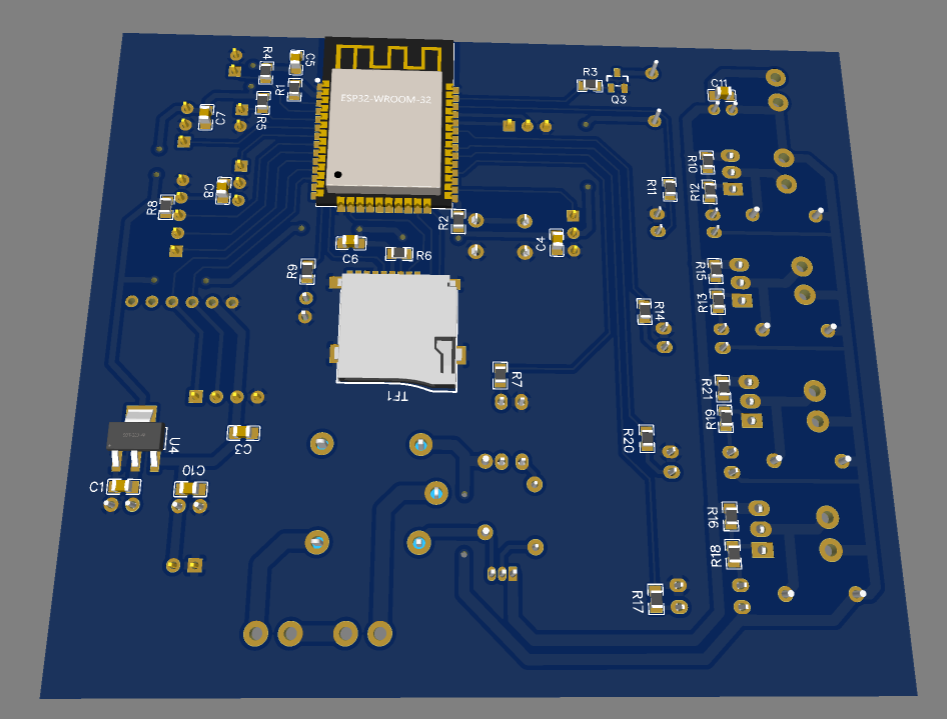 R4
C5
R1
R5
C7
ESP32-WROOM-32
R3
Q3
C11
R8
C8
R2
C4
C6
R6
R9
TF1
R7
R10
R12
R11
R15
R13
R14
R21
R19
R20
R16
R18
R17
U4
C3
C1
C10